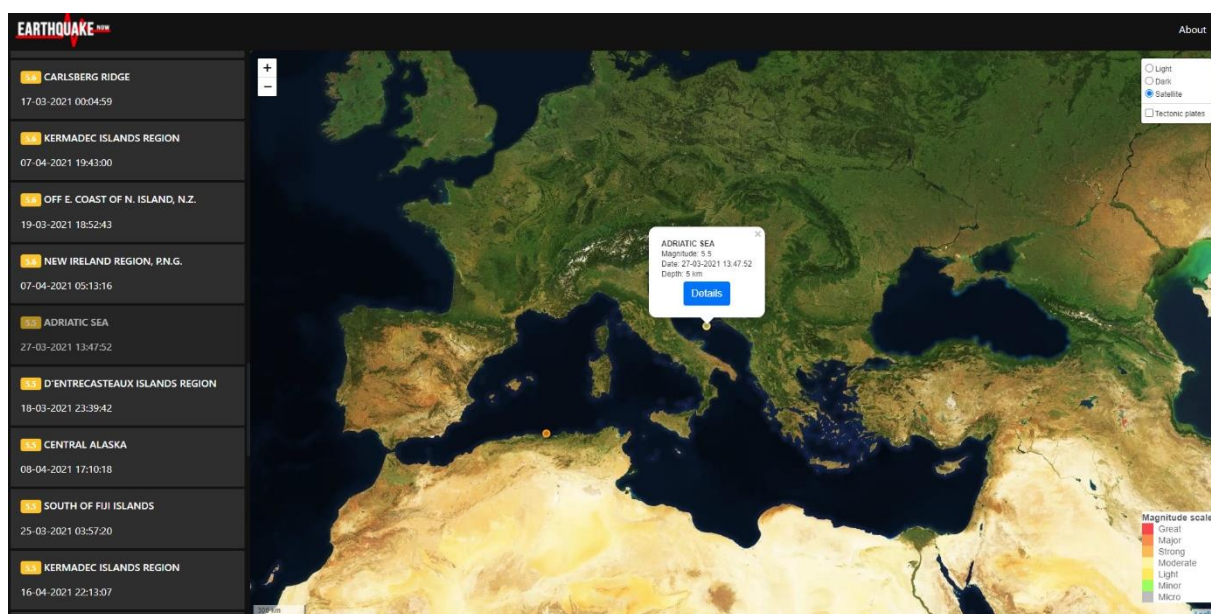 EARTHQUAKE NOW
About
5.6 CARLSBERG RIDGE
17-03-2021 00:04:59
5.6 KERMADEC ISLANDS REGION
07-04-2021 19:43:00
5.6 OFF E. COAST OF N. ISLAND, N.Z.
19-03-2021 18:52:43
5.6 NEW IRELAND REGION, P.N.G.
07-04-2021 05:13:16
5.5 ADRIATIC SEA
27-03-2021 13:47:52
5.5 D'ENTRECASTEAUX ISLANDS REGION
18-03-2021 23:39:42
5.5 CENTRAL ALASKA
08-04-2021 17:10:18
5.5 SOUTH OF FIJI ISLANDS
25-03-2021 03:57:20
5.5 KERMADEC ISLANDS REGION
16-04-2021 22:13:07
+
−
ADRIATIC SEA
Magnitude: 5.5
Date: 27-03-2021 13:47:52
Depth: 5 km
Details
300 km
Light
Dark
Satellite
Tectonic plates
Magnitude scale
Great
Major
Strong
Moderate
Light
Minor
Micro